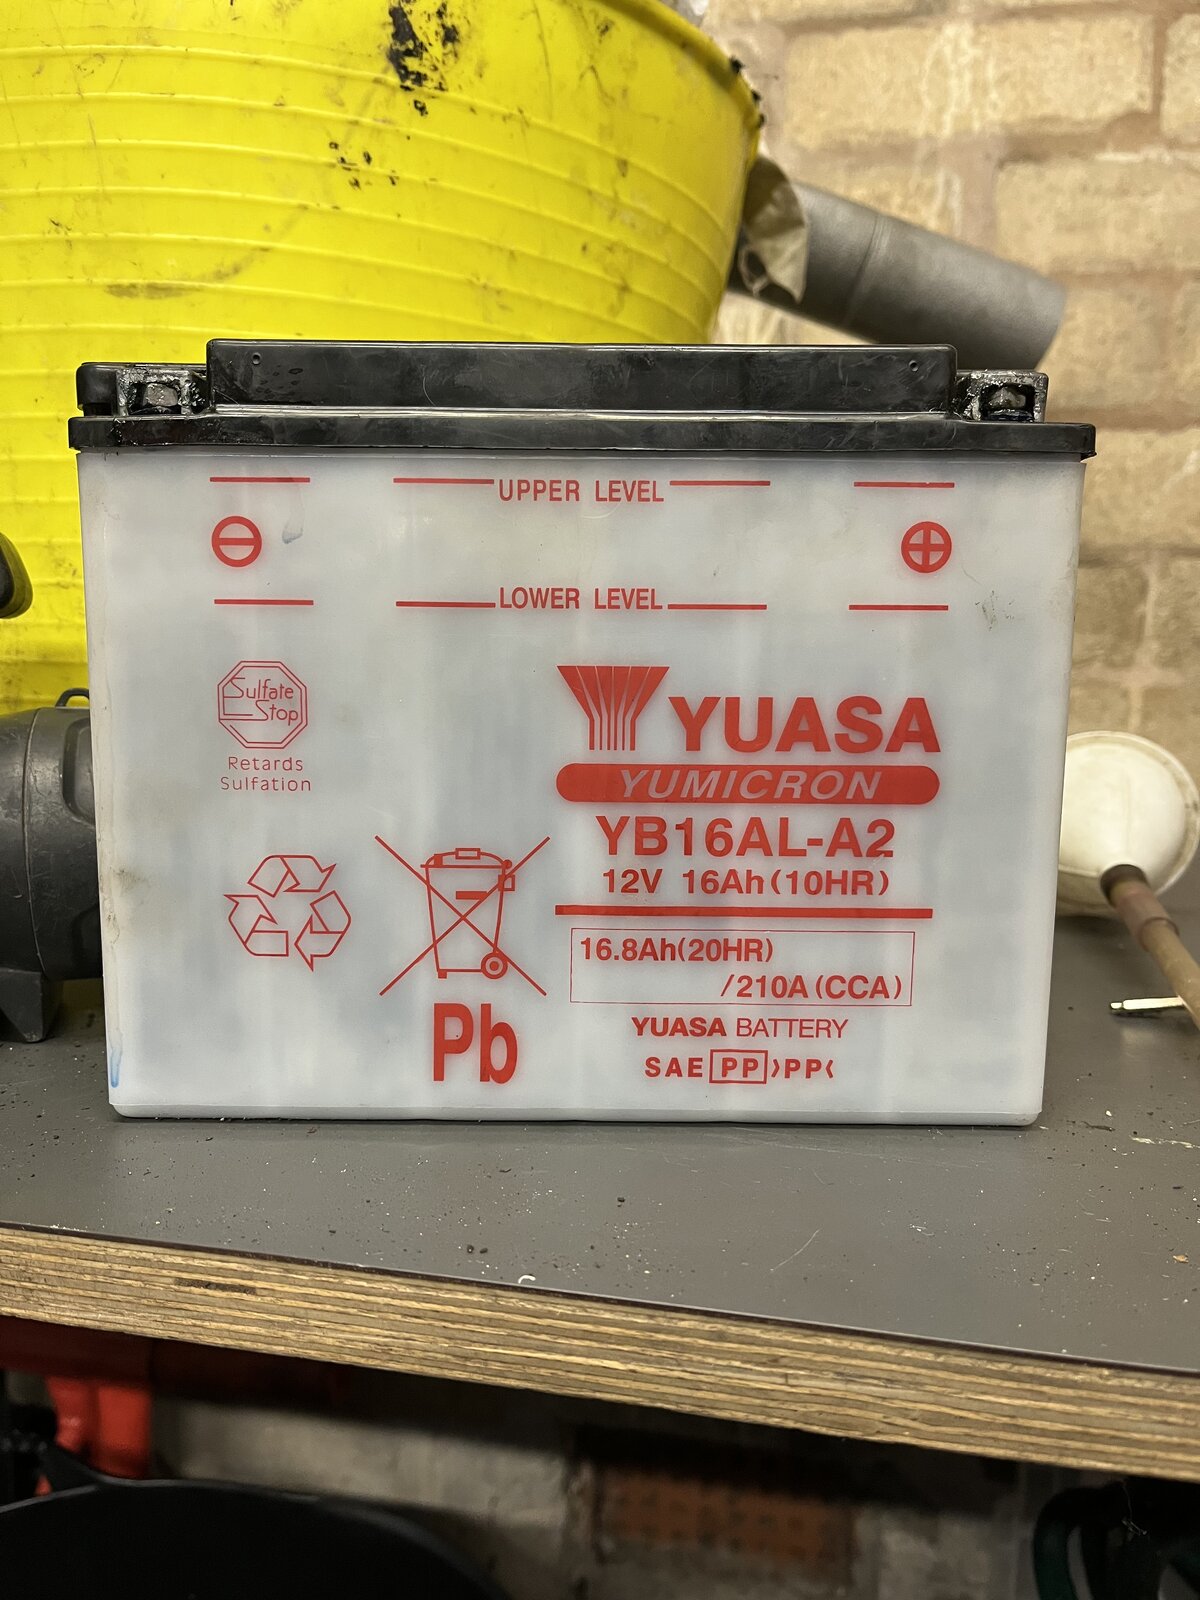 UPPER LEVEL
LOWER LEVEL
Sulfate
Stop
Retards
Sulfation
YUASA
YUMICRON
YB16AL-A2
12V 16Ah(10HR)
16.8Ah(20HR)
/210A(CCA)
YUASA BATTERY
SAE PP >PP<
Pb